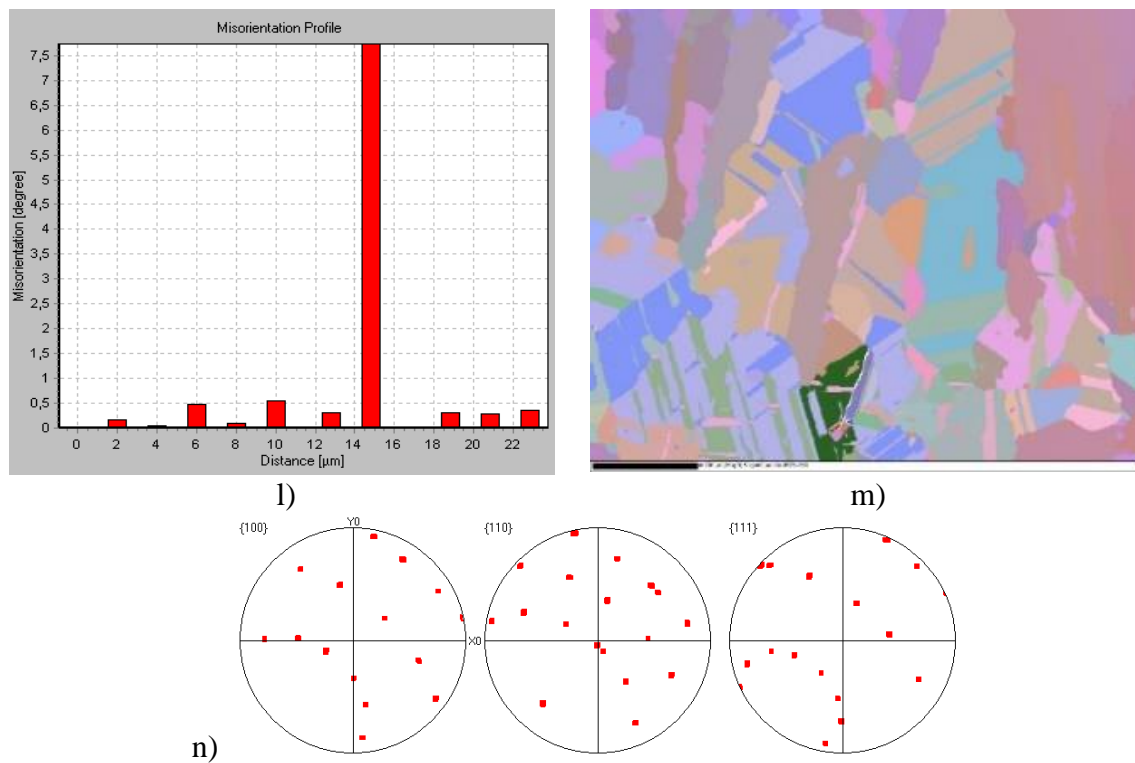 Misorientation Profile
Misorientation [degree]
7,5
7
6,5
6
5,5
5
4,5
4
3,5
3
2,5
2
1,5
1
0,5
0
0 2 4 6 8 10 12 14 16 18 20 22
Distance [µm]
l)
m)
{100}
Y0
X0
{110}
{111}
n)